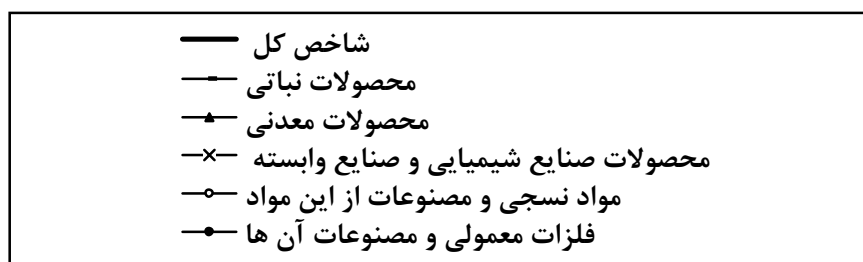 شاخص کل
محصولات نباتی
محصولات معدنی
محصولات صنایع شیمیایی و صنایع وابسته
مواد نسجی و مصنوعات از این مواد
فلزات معمولی و مصنوعات آن ها